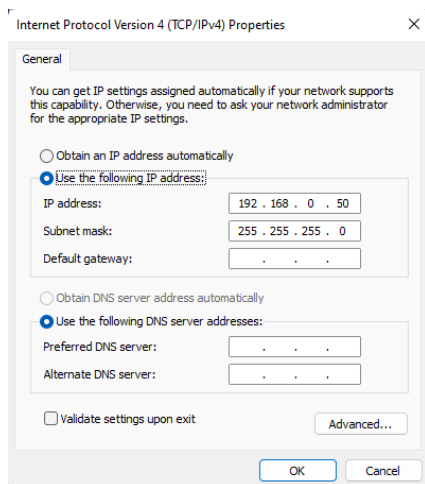 Internet Protocol Version 4 (TCP/IPv4) Properties
General
You can get IP settings assigned automatically if your network supports
this capability. Otherwise, you need to ask your network administrator
for the appropriate IP settings.
Obtain an IP address automatically
Use the following IP address:
IP address: 192 . 168 . 0 . 50
Subnet mask: 255 . 255 . 255 . 0
Default gateway: . . .
Obtain DNS server address automatically
Use the following DNS server addresses:
Preferred DNS server: . . .
Alternate DNS server: . . .
Validate settings upon exit
Advanced...
OK Cancel